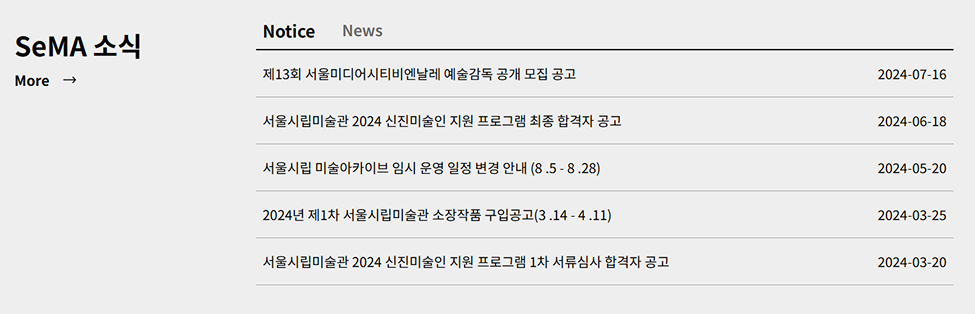 SeMA 소식
More →
Notice News
제13회 서울미디어시티비엔날레 예술감독 공개 모집 공고 2024-07-16
서울시립미술관 2024 신진미술인 지원 프로그램 최종 합격자 공고 2024-06-18
서울시립 미술아카이브 임시 운영 일정 변경 안내 (8 .5 - 8 .28) 2024-05-20
2024년 제1차 서울시립미술관 소장작품 구입공고(3 .14 - 4 .11) 2024-03-25
서울시립미술관 2024 신진미술인 지원 프로그램 1차 서류심사 합격자 공고 2024-03-20